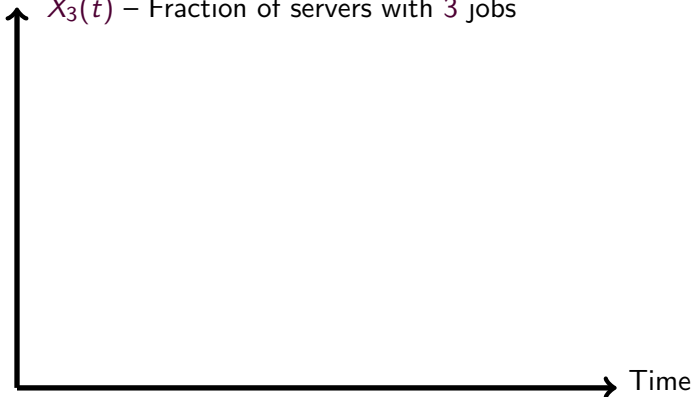 X₃(t) – Fraction of servers with 3 jobs
Time